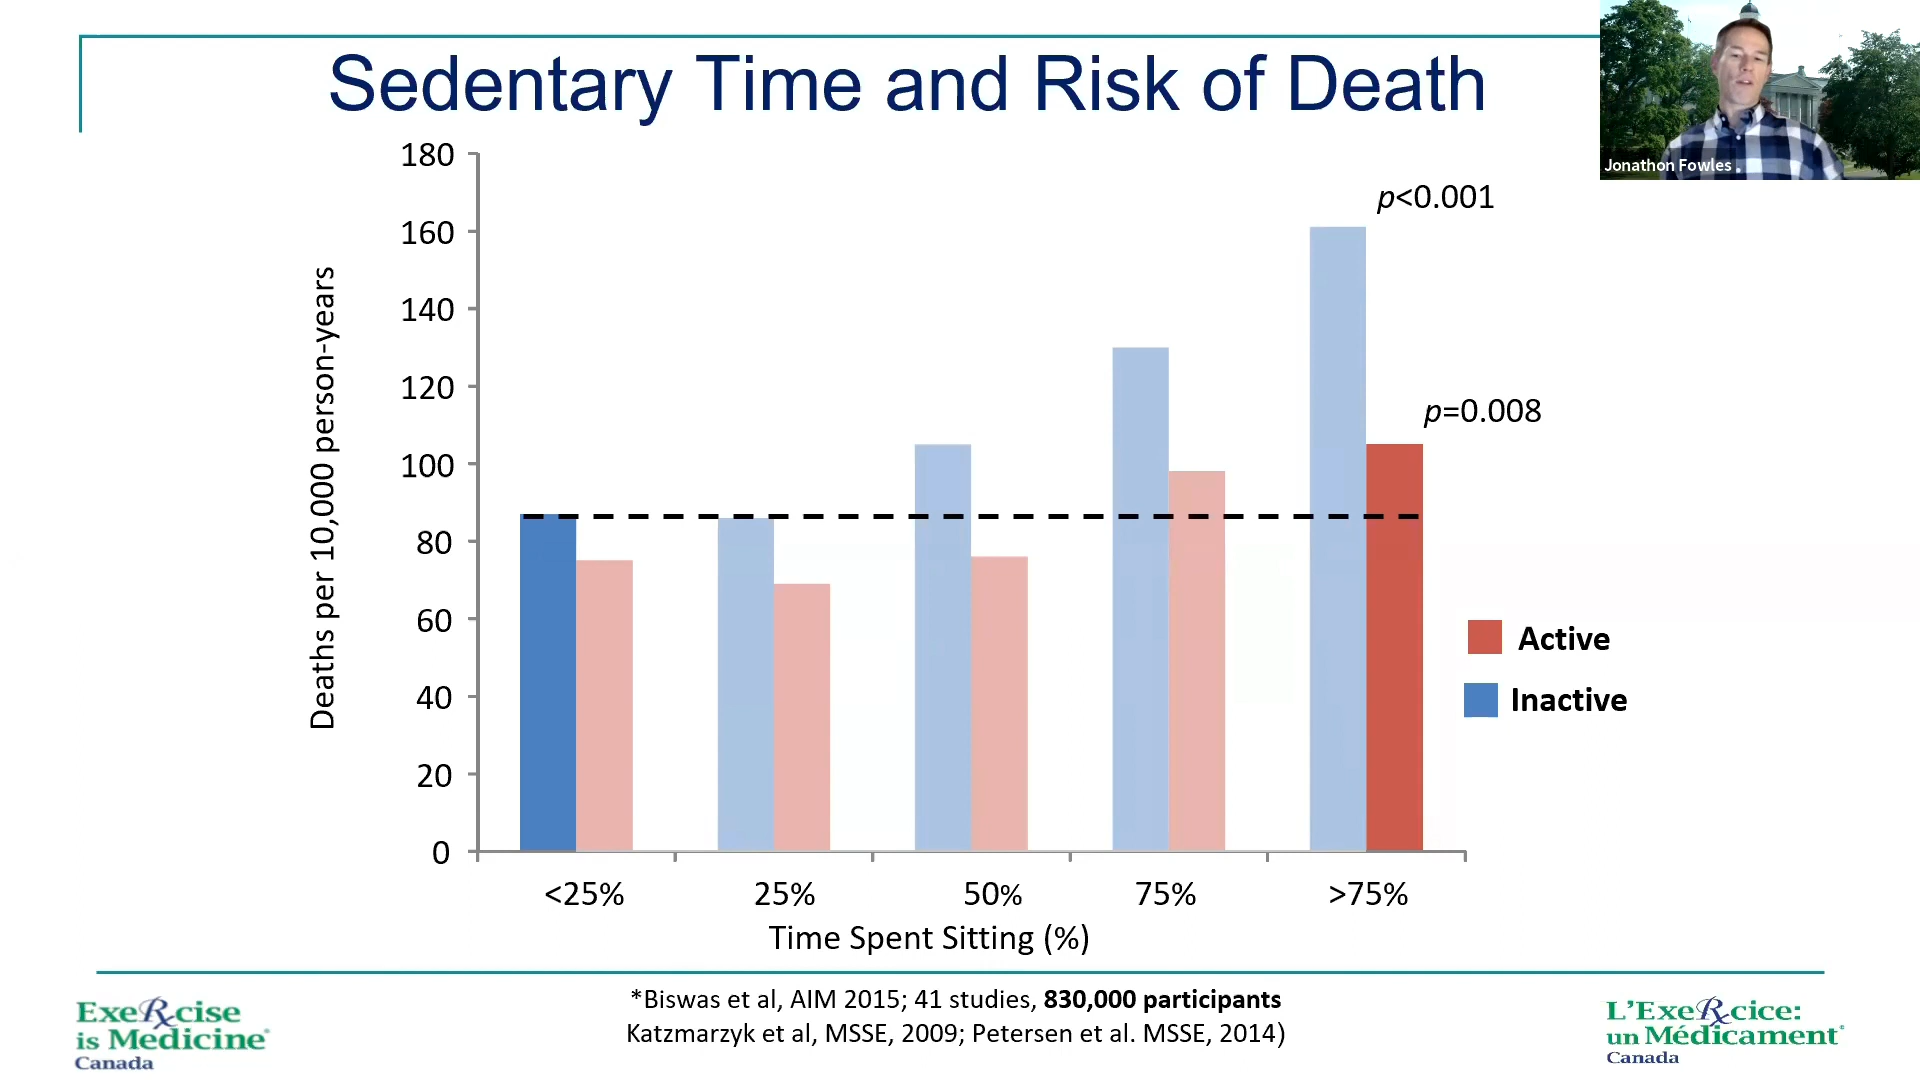 Sedentary Time and Risk of Death
Jonathon Fowles
180
160
140
120
100
80
60
40
20
0
Deaths per 10,000 person-years
p<0.001
p=0.008
Active
Inactive
<25%
25%
50%
75%
>75%
Time Spent Sitting (%)
*Biswas et al, AIM 2015; 41 studies, 830,000 participants
Katzmarzyk et al, MSSE, 2009; Petersen et al. MSSE, 2014)
ExeRxcise
is Medicine®
Canada
L'ExeRxcice:
un Médicament®
Canada